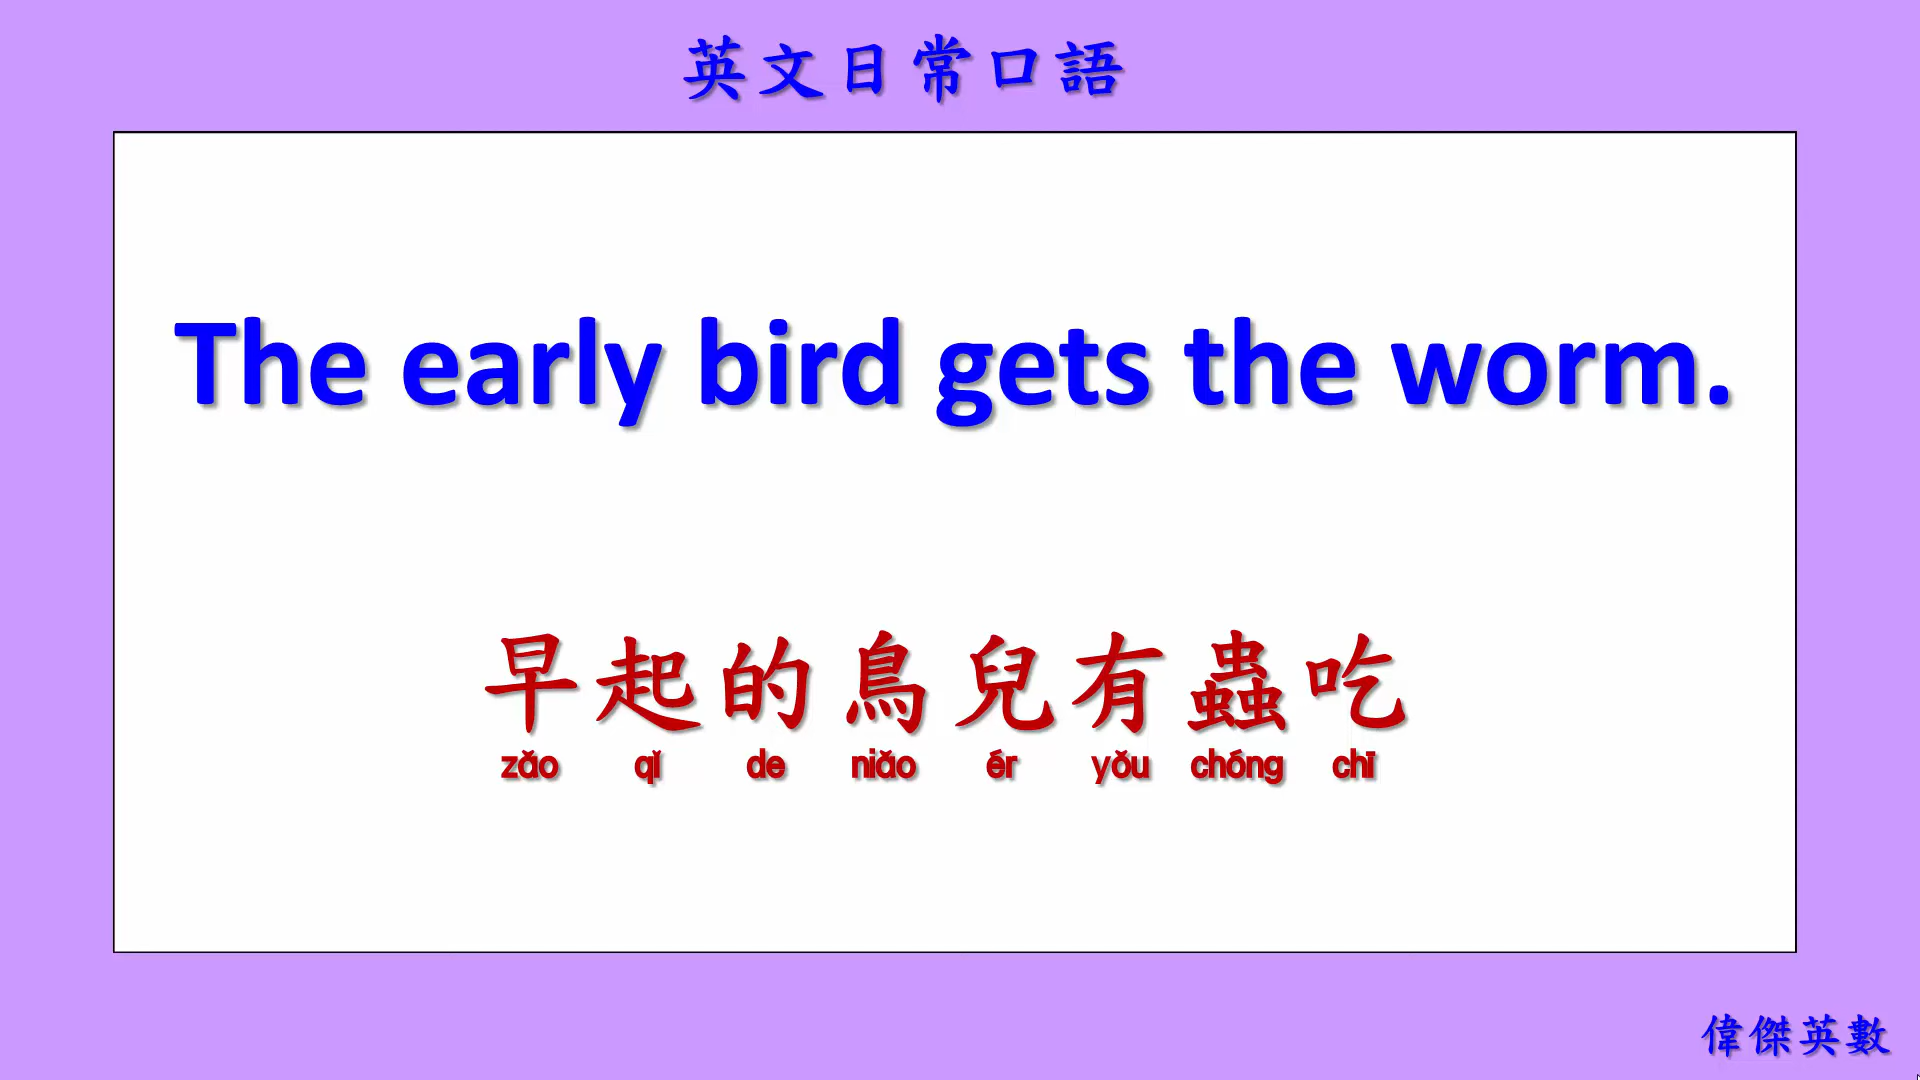 英文日常口語
The early bird gets the worm.
早起的鳥兒有蟲吃
zǎo qǐ de niǎo ér yǒu chóng chī
偉傑英數